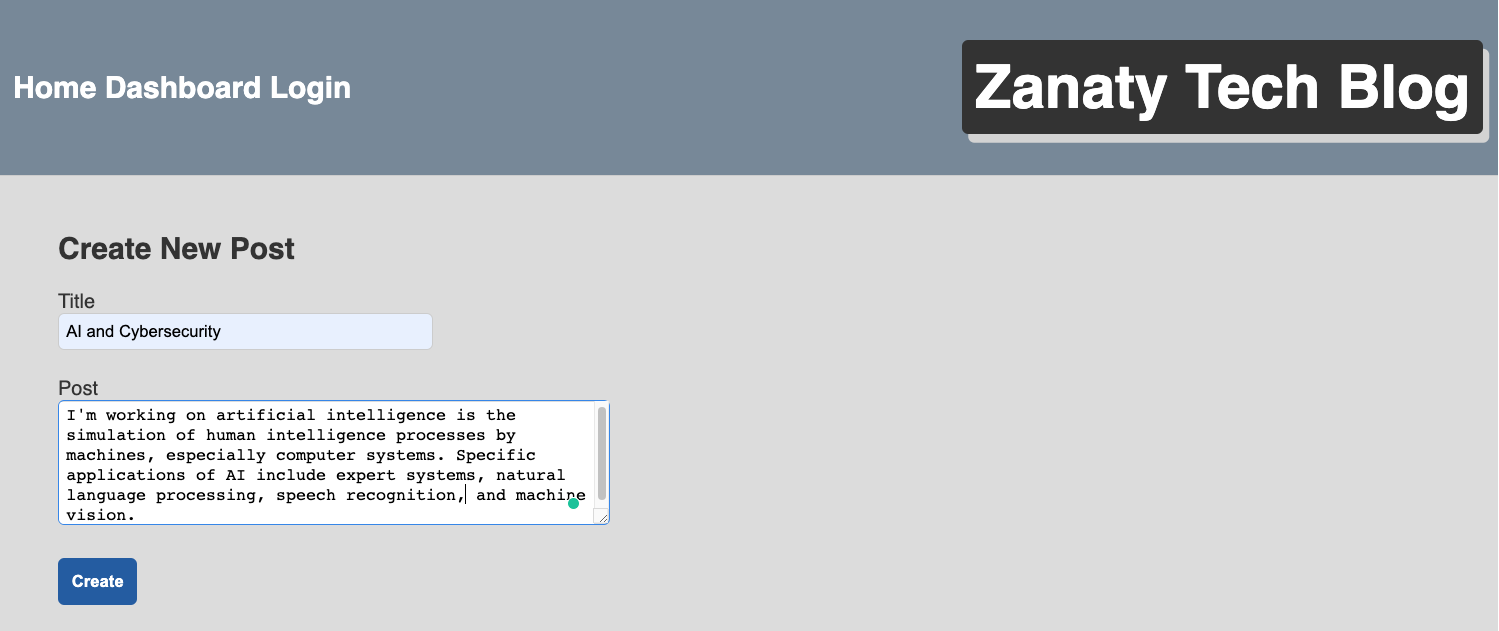 Home Dashboard Login
Zanaty Tech Blog
Create New Post
Title
AI and Cybersecurity
Post
I'm working on artificial intelligence is the
simulation of human intelligence processes by
machines, especially computer systems. Specific
applications of AI include expert systems, natural
language processing, speech recognition, and machine
vision.
Create